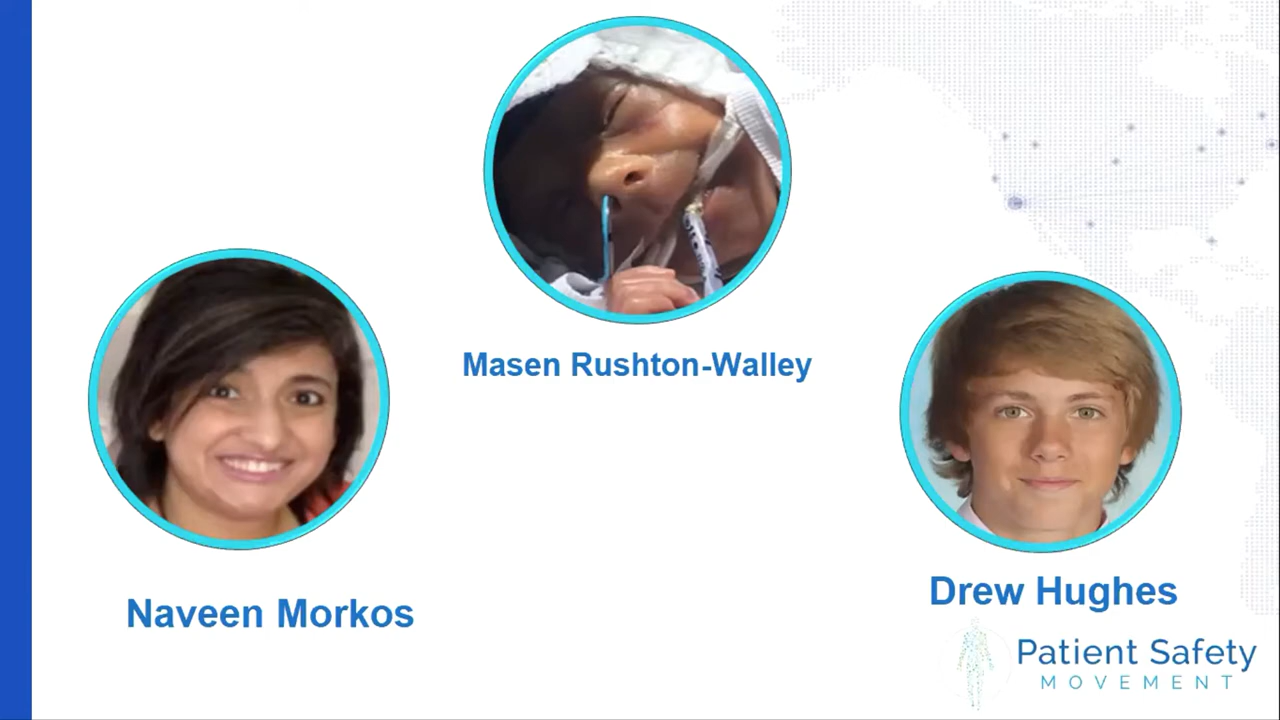 Masen Rushton-Walley
Naveen Morkos
Drew Hughes
Patient Safety
MOVEMENT